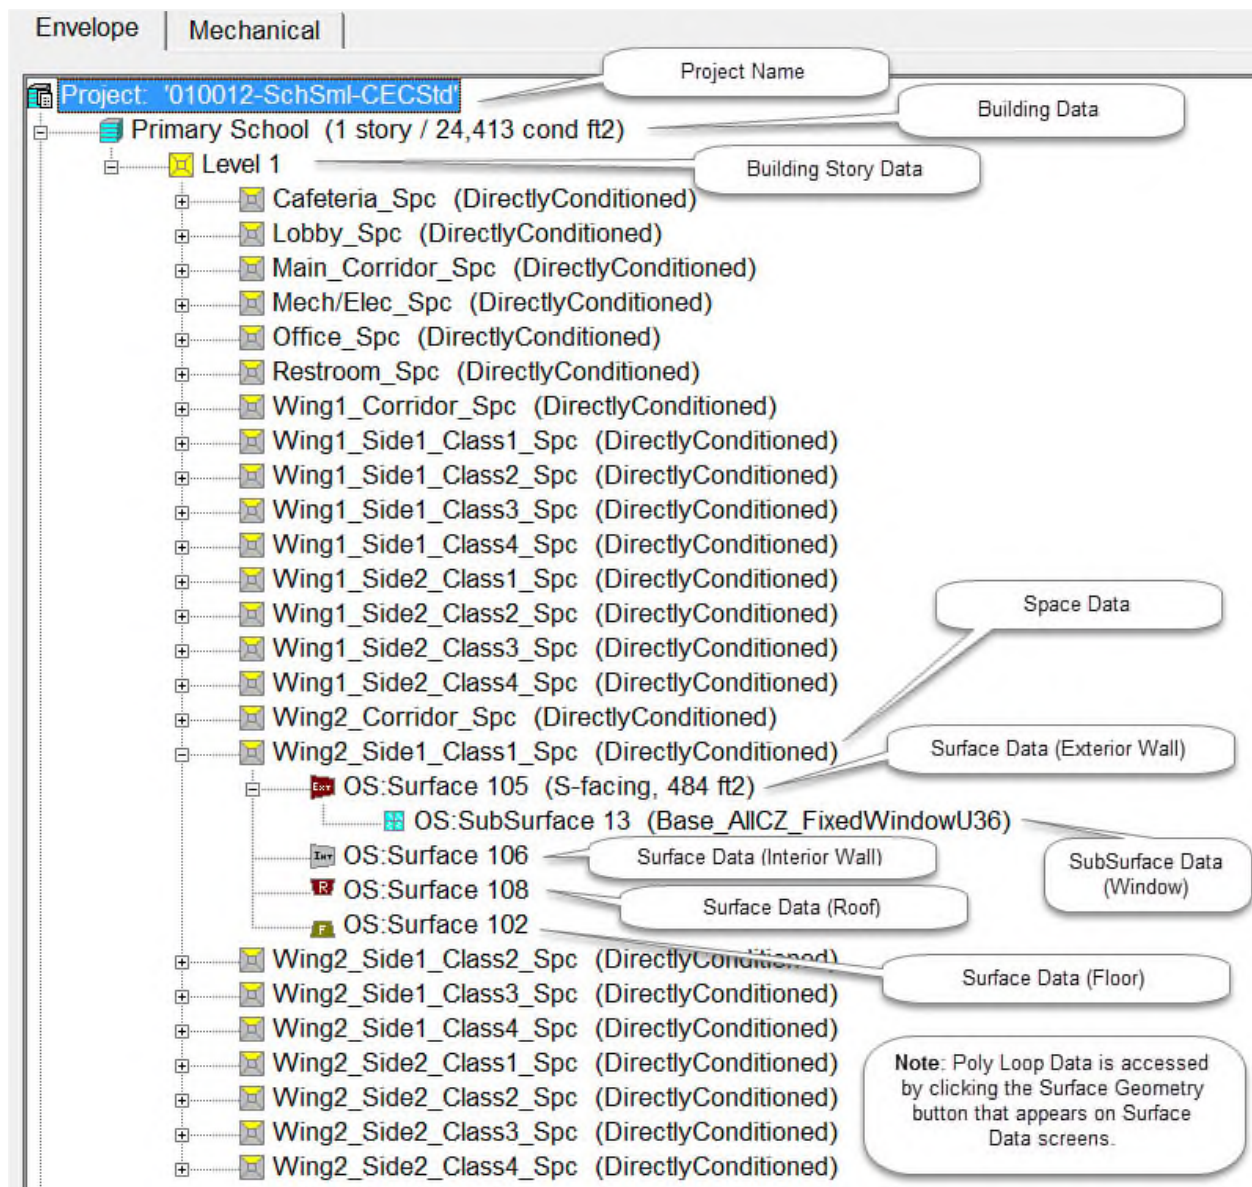 Envelope
Mechanical
Project Name
Project: '010012-SchSml-CECStd'
Building Data
Primary School (1 story / 24,413 cond ft2)
Level 1
Building Story Data
Cafeteria_Spc (DirectlyConditioned)
Lobby_Spc (DirectlyConditioned)
Main_Corridor_Spc (DirectlyConditioned)
Mech/Elec_Spc (DirectlyConditioned)
Office_Spc (DirectlyConditioned)
Restroom_Spc (DirectlyConditioned)
Wing1_Corridor_Spc (DirectlyConditioned)
Wing1_Side1_Class1_Spc (DirectlyConditioned)
Wing1_Side1_Class2_Spc (DirectlyConditioned)
Wing1_Side1_Class3_Spc (DirectlyConditioned)
Wing1_Side1_Class4_Spc (DirectlyConditioned)
Wing1_Side2_Class1_Spc (DirectlyConditioned)
Wing1_Side2_Class2_Spc (DirectlyConditioned)
Space Data
Wing1_Side2_Class3_Spc (DirectlyConditioned)
Wing1_Side2_Class4_Spc (DirectlyConditioned)
Wing2_Corridor_Spc (DirectlyConditioned)
Wing2_Side1_Class1_Spc (DirectlyConditioned)
Surface Data (Exterior Wall)
EXT OS:Surface 105 (S-facing, 484 ft2)
OS:SubSurface 13 (Base_AllCZ_FixedWindowU36)
INT OS:Surface 106
Surface Data (Interior Wall)
SubSurface Data
(Window)
R OS:Surface 108
Surface Data (Roof)
F OS:Surface 102
Wing2_Side1_Class2_Spc (DirectlyConditioned)
Surface Data (Floor)
Wing2_Side1_Class3_Spc (DirectlyConditioned)
Wing2_Side1_Class4_Spc (DirectlyConditioned)
Wing2_Side2_Class1_Spc (DirectlyConditioned)
Wing2_Side2_Class2_Spc (DirectlyConditioned)
Wing2_Side2_Class3_Spc (DirectlyConditioned)
Wing2_Side2_Class4_Spc (DirectlyConditioned)
Note: Poly Loop Data is accessed
by clicking the Surface Geometry
button that appears on Surface
Data screens.